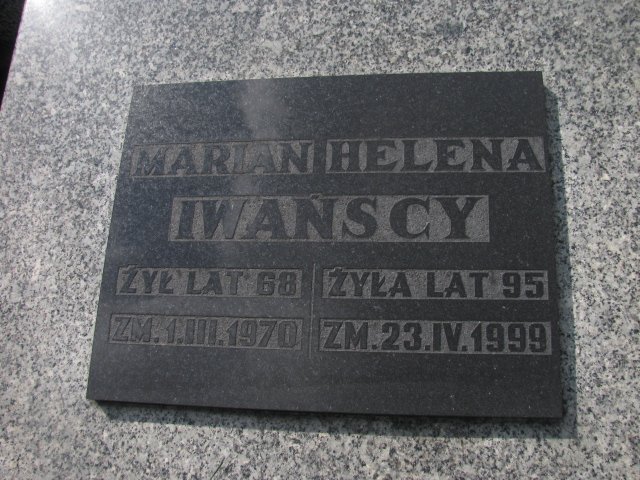 MARIAN HELENA
IWAŃSCY
ŻYŁ LAT 68 ŻYŁA LAT 95
ZM. 1.III.1970 ZM. 23.IV.1999